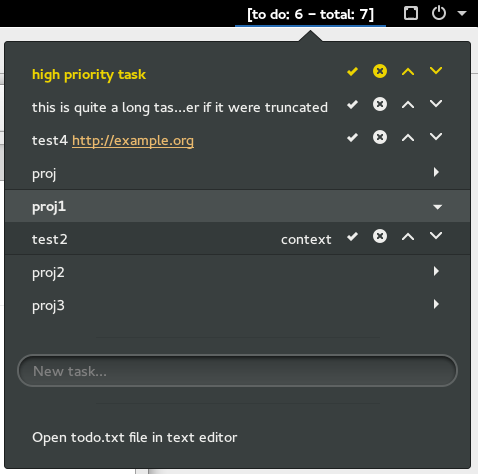 [to do: 6 – total: 7]
high priority task
this is quite a long tas...er if it were truncated
test4 http://example.org
proj
proj1
test2 context
proj2
proj3
New task...
Open todo.txt file in text editor